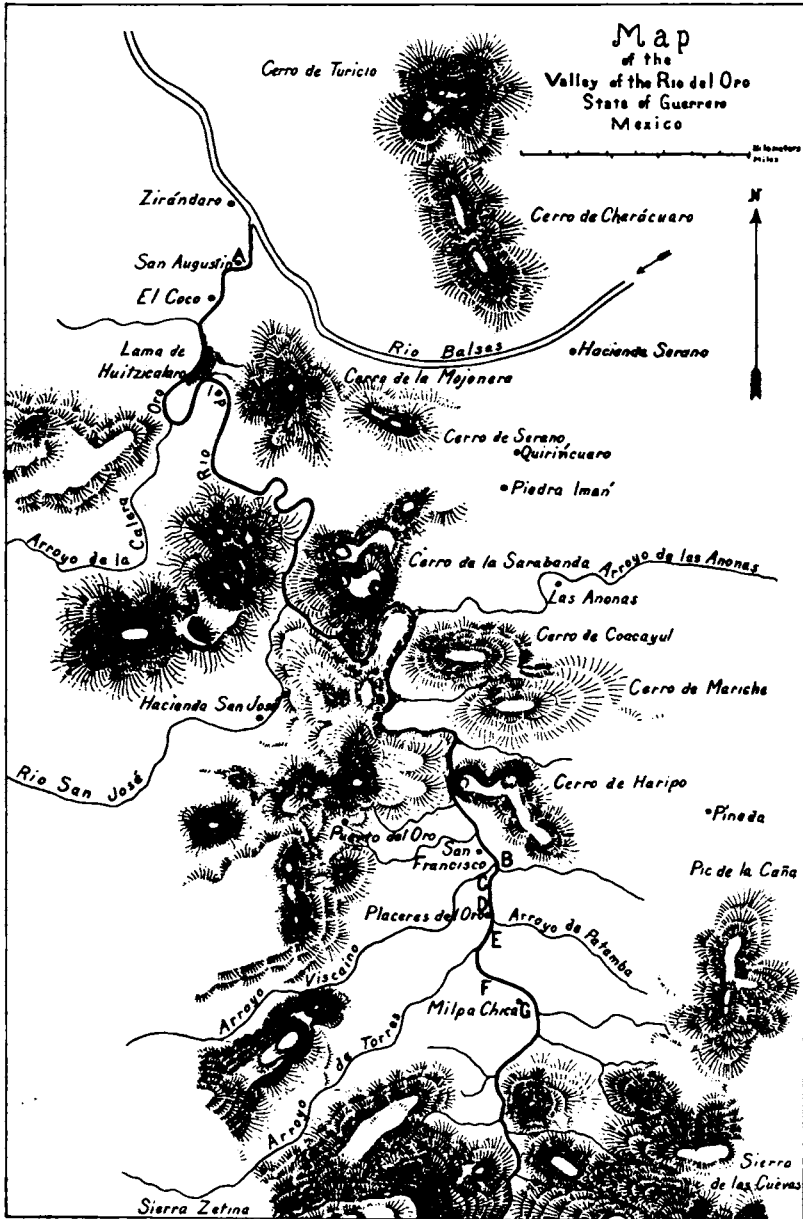 Map
of the
Valley of the Rio del Oro
State of Guerrero
Mexico
Kilometers
Miles
N
Cerro de Turicio
Cerro de Charácuaro
Zirándaro
San Augustin
A
El Coco
Rio Balsas
Hacienda Serano
Lama de
Huitzicalaro
Cerro de la Mojonera
Oro
del
Rio
Cerro de Serano
Quiriricuaro
Piedra Iman
Arroyo de la Calera
Cerro de la Sarabanda
Arroyo de las Anonas
Las Anonas
Cerro de Coacayul
Hacienda San José
Cerro de Mariche
Rio San José
Cerro de Haripo
Pineda
Puerto del Oro
San
Francisco
B
C
Pic de la Caña
D
Placeres del Oro
Arroyo de Patamba
E
Arroyo Viscaino
F
Milpa Chica
G
Arroyo de Torres
Sierra
de las Cuevas
Sierra Zetina